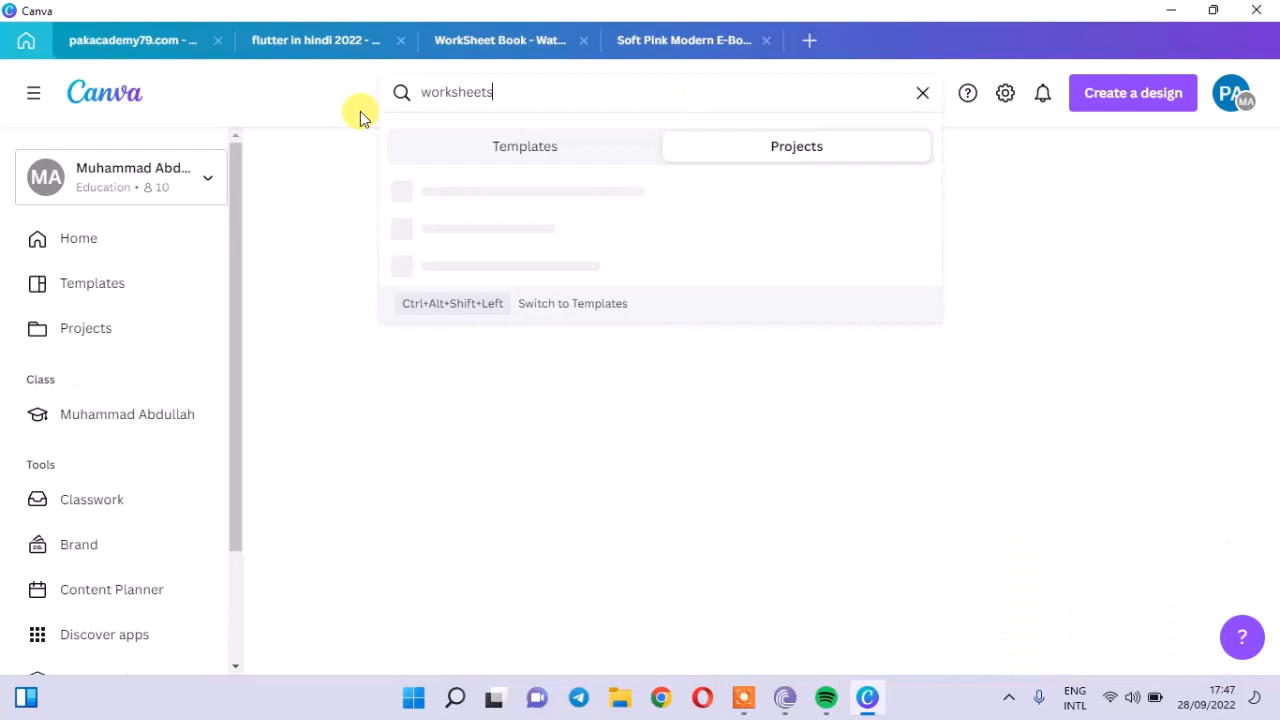 Canva
pakacademy79.com - ...
flutter in hindi 2022 - ...
WorkSheet Book - Wat...
Soft Pink Modern E-Bo...
Canva
worksheets
Create a design
PA
MA
MA
Muhammad Abd...
Education • 10
Templates
Projects
Ctrl+Alt+Shift+Left Switch to Templates
Home
Templates
Projects
Class
Muhammad Abdullah
Tools
Classwork
Brand
Content Planner
Discover apps
?
ENG
INTL
17:47
28/09/2022